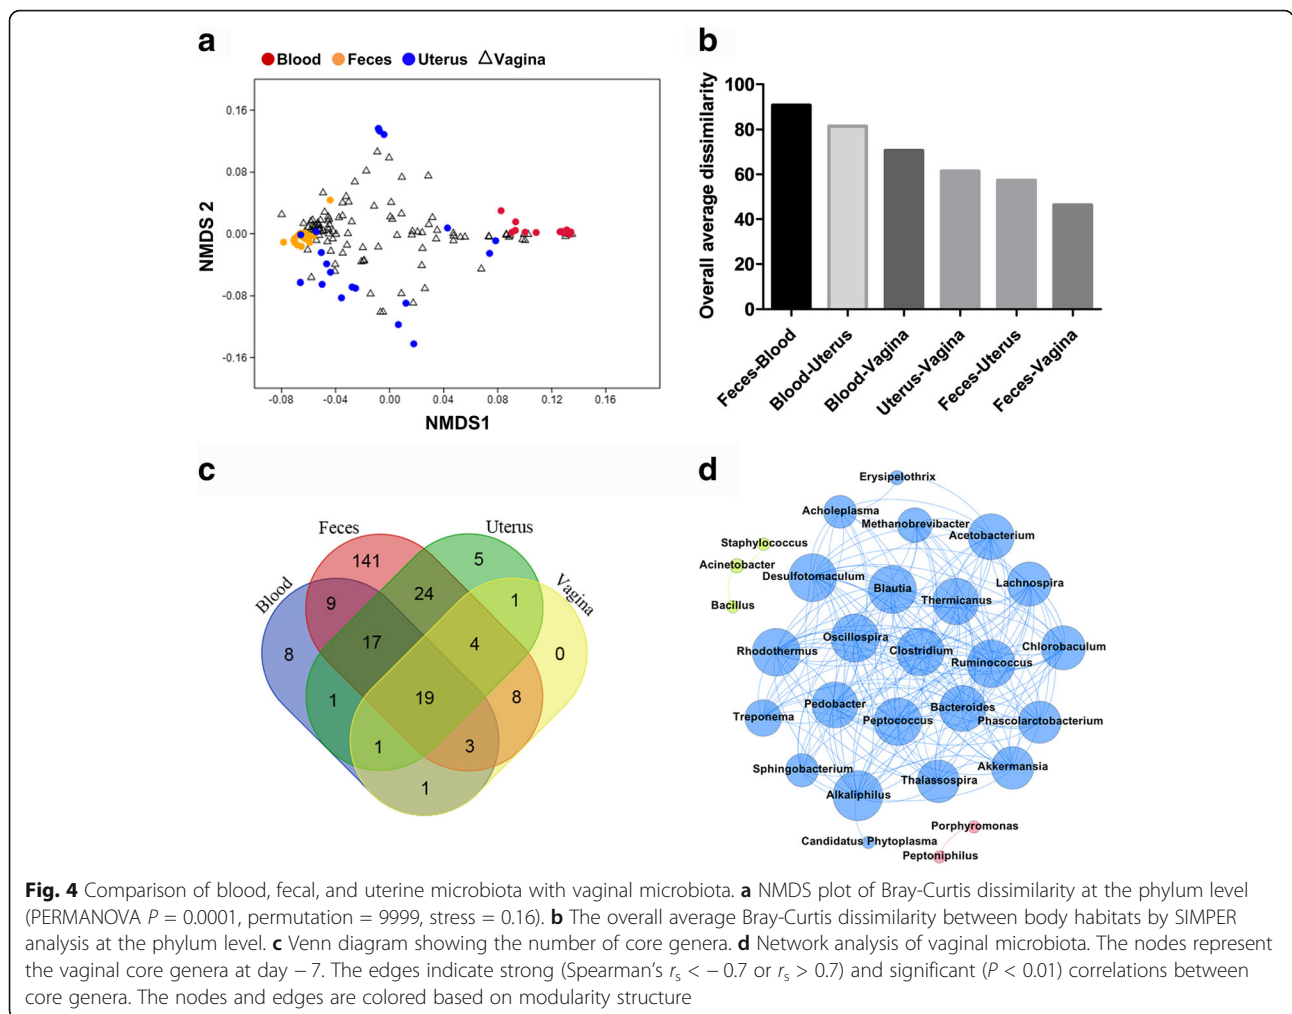 a
Blood Feces Uterus Vagina
NMDS 2
0.16
0.08
0.00
-0.08
-0.16
-0.08 -0.04 0.00 0.04 0.08 0.12 0.16
NMDS1
b
Overall average dissimilarity
100
80
60
40
20
0
Feces-Blood
Blood-Uterus
Blood-Vagina
Uterus-Vagina
Feces-Uterus
Feces-Vagina
c
Feces
Uterus
Blood
Vagina
141
5
9
24
1
8
17
4
0
1
19
8
1
3
1
d
Erysipelothrix
Acholeplasma
Methanobrevibacter
Acetobacterium
Staphylococcus
Acinetobacter
Desulfotomaculum
Lachnospira
Blautia
Thermicanus
Bacillus
Oscillospira
Rhodothermus
Clostridium
Chlorobaculum
Ruminococcus
Pedobacter
Bacteroides
Treponema
Peptococcus
Phascolarctobacterium
Sphingobacterium
Akkermansia
Thalassospira
Alkaliphilus
Porphyromonas
Candidatus Phytoplasma
Peptoniphilus
Fig. 4 Comparison of blood, fecal, and uterine microbiota with vaginal microbiota. a NMDS plot of Bray-Curtis dissimilarity at the phylum level
(PERMANOVA P = 0.0001, permutation = 9999, stress = 0.16). b The overall average Bray-Curtis dissimilarity between body habitats by SIMPER
analysis at the phylum level. c Venn diagram showing the number of core genera. d Network analysis of vaginal microbiota. The nodes represent
the vaginal core genera at day − 7. The edges indicate strong (Spearman's rs < − 0.7 or rs > 0.7) and significant (P < 0.01) correlations between
core genera. The nodes and edges are colored based on modularity structure